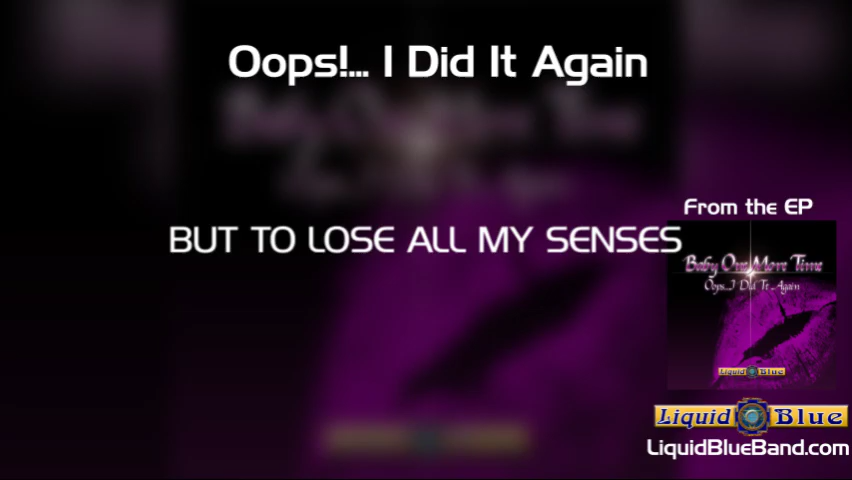 Oops!... I Did It Again
BUT TO LOSE ALL MY SENSES
From the EP
Baby One More Time
Oops...I Did It Again
Liquid Blue
Liquid Blue
LiquidBlueBand.com